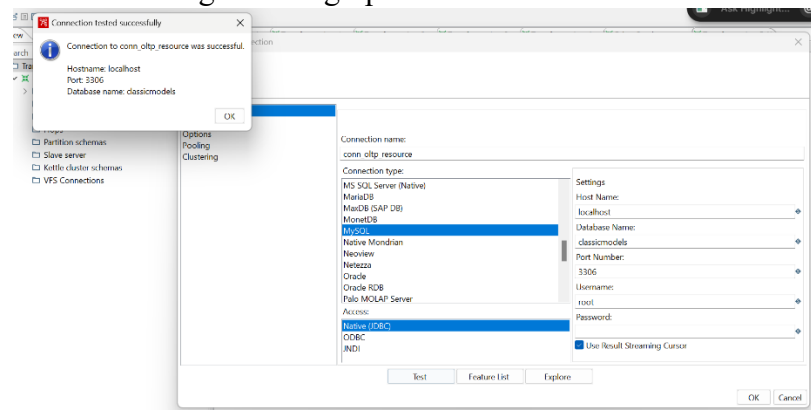 Ask Highlight...
Connection tested successfully
Connection to conn_oltp_resource was successful.
Hostname: localhost
Port: 3306
Database name: classicmodels
OK
Partition schemas
Slave server
Kettle cluster schemas
VFS Connections
Options
Pooling
Clustering
Connection name:
conn_oltp_resource
Connection type:
MS SQL Server (Native)
MariaDB
MaxDB (SAP DB)
MonetDB
MySQL
Native Mondrian
Neoview
Netezza
Oracle
Oracle RDB
Palo MOLAP Server
Access:
Native (JDBC)
ODBC
JNDI
Settings
Host Name:
localhost
Database Name:
classicmodels
Port Number:
3306
Username:
root
Password:
Use Result Streaming Cursor
Test
Feature List
Explore
OK
Cancel